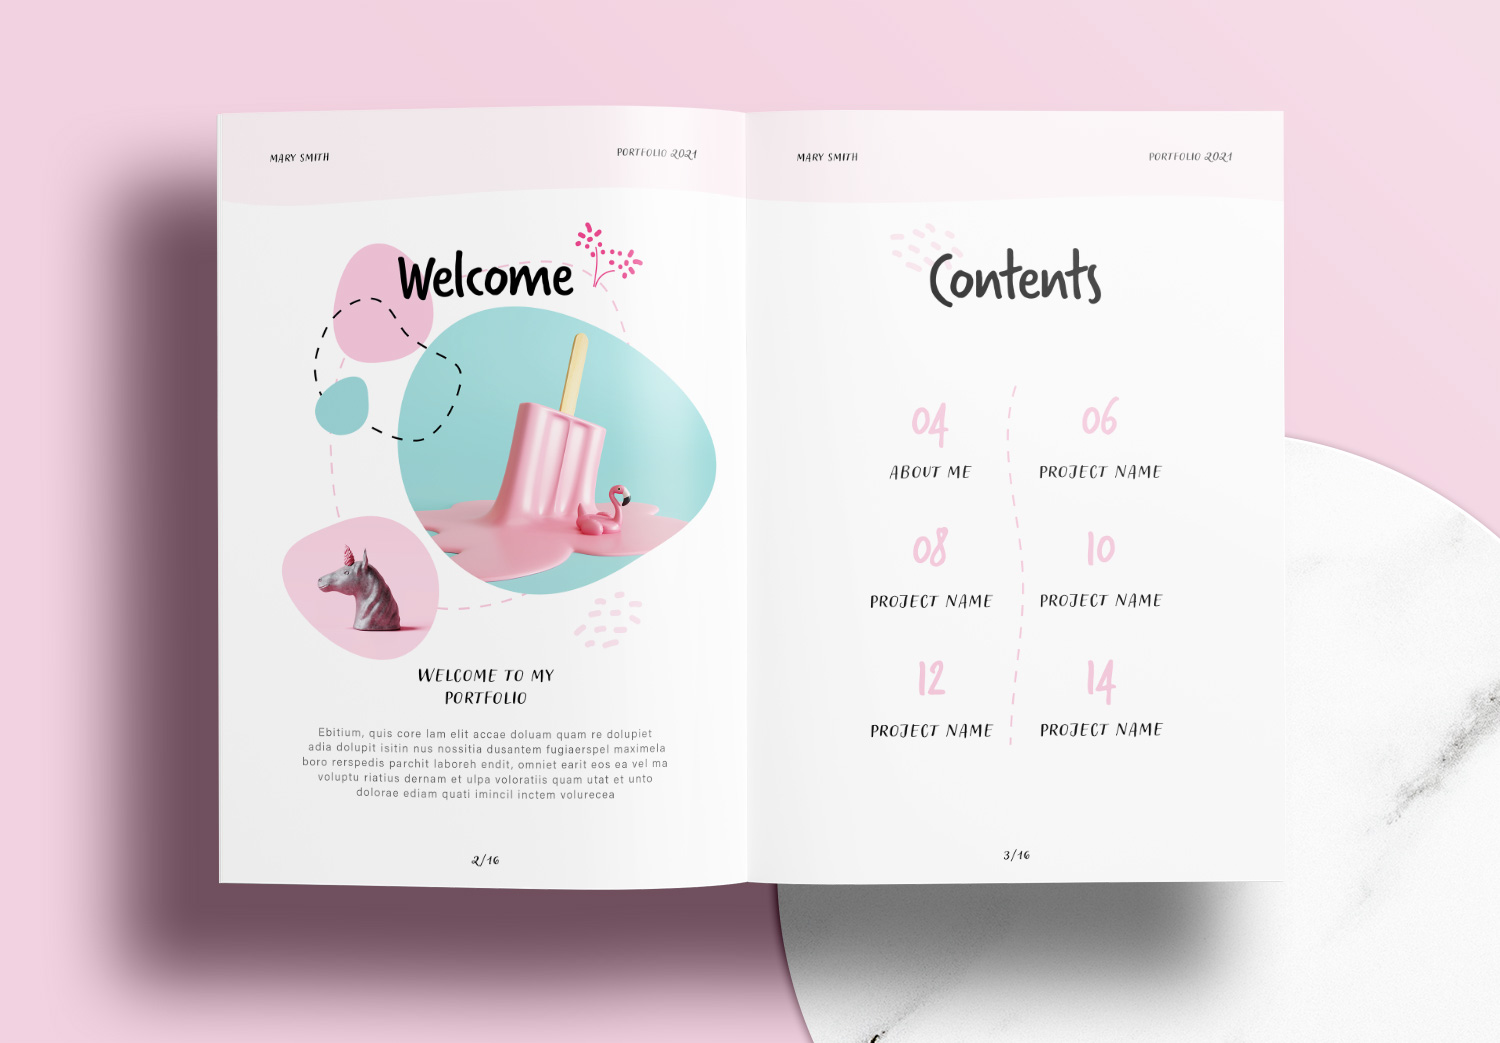 MARY SMITH
PORTFOLIO 2021
Welcome
WELCOME TO MY
PORTFOLIO
Ebitium, quis core lam elit accae doluam quam re dolupiet
adia dolupit isitin nus nossitia dusantem fugiaerspel maximela
boro rerspedis parchit laboreh endit, omniet earit eos ea vel ma
voluptu riatius dernam et ulpa voloratiis quam utat et unto
dolorae ediam quati imincil inctem volurecea
2/16
MARY SMITH
PORTFOLIO 2021
Contents
04
ABOUT ME
06
PROJECT NAME
08
PROJECT NAME
10
PROJECT NAME
12
PROJECT NAME
14
PROJECT NAME
3/16